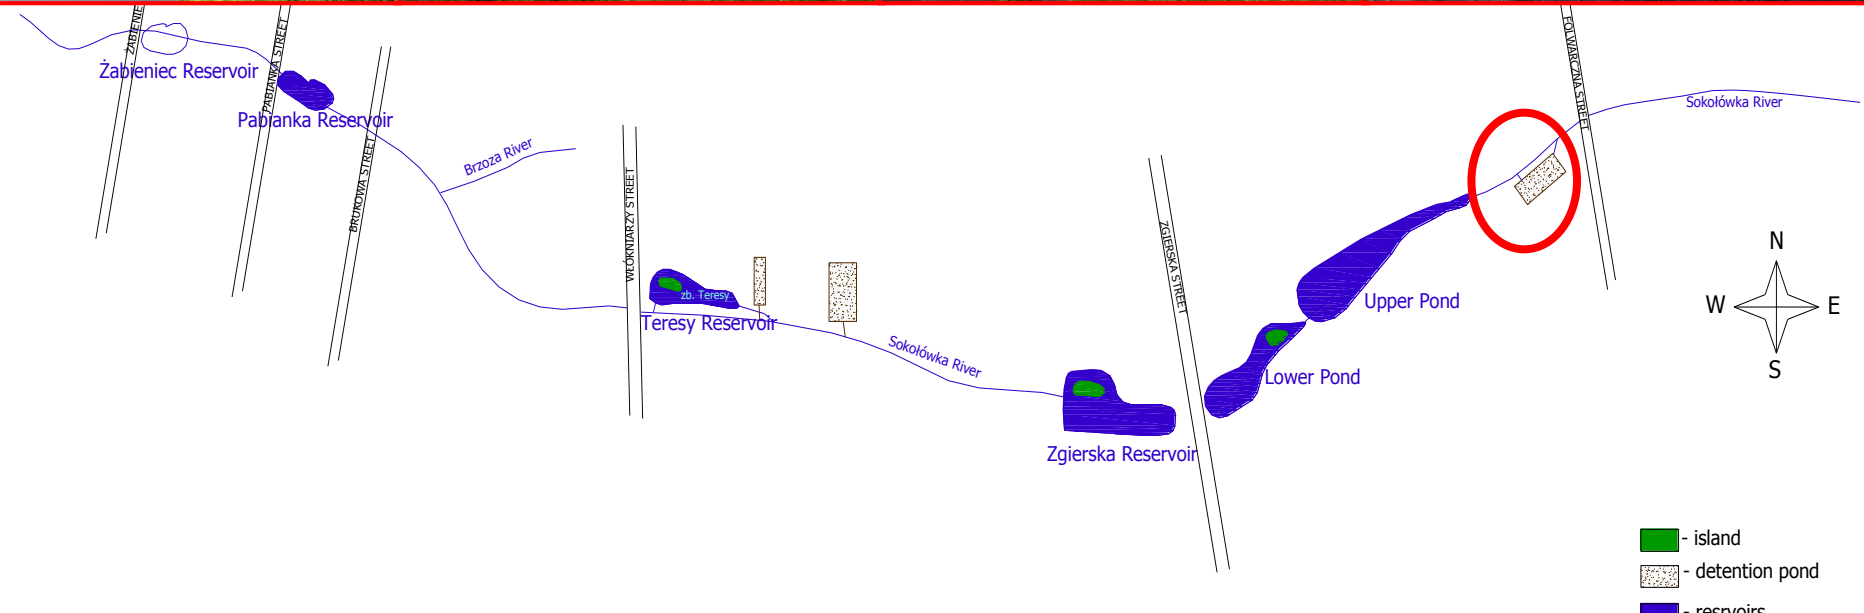 ŻABIENIE
PABIANKA STREET
BRUKOWA STREET
WŁÓKNIARZY STREET
ZGIERSKA STREET
FOLWARCZNA STREET
Żabieniec Reservoir
Pabianka Reservoir
Brzoza River
zb. Teresy
Teresy Reservoir
Sokołówka River
Zgierska Reservoir
Lower Pond
Upper Pond
Sokołówka River
N
W
E
S
- island
- detention pond
- resrvoirs